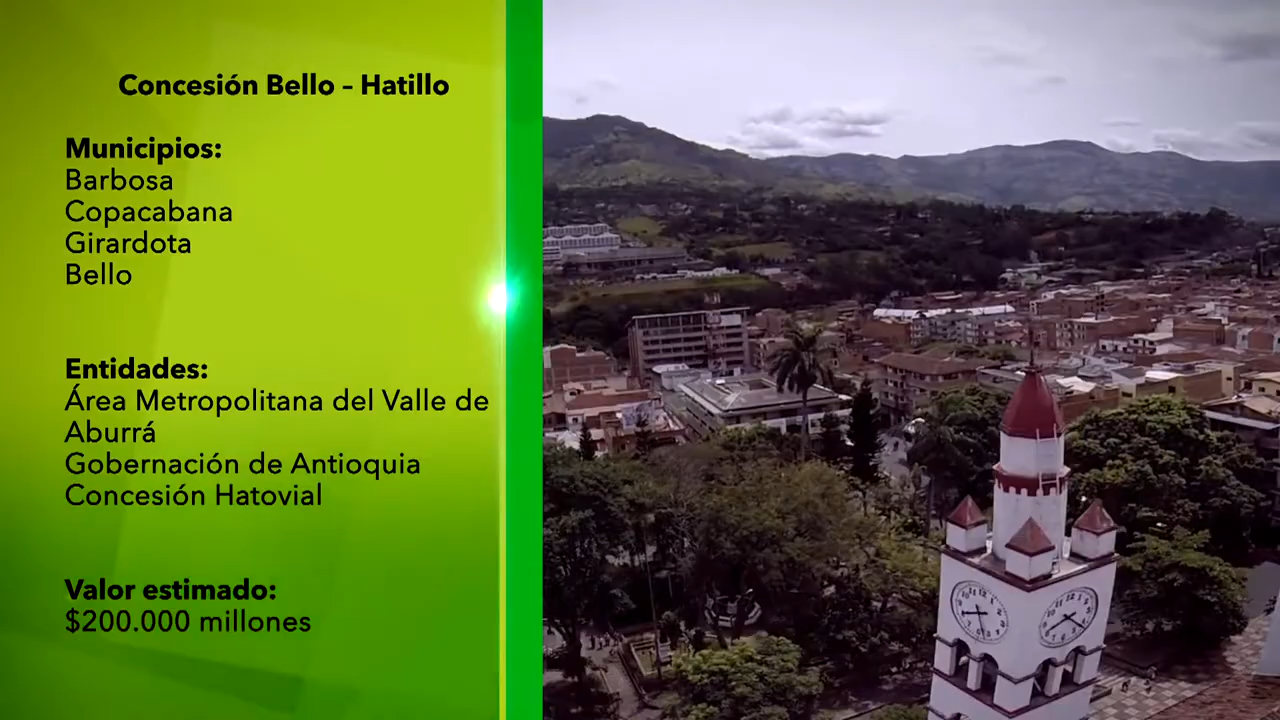 Concesión Bello – Hatillo
Municipios:
Barbosa
Copacabana
Girardota
Bello
Entidades:
Área Metropolitana del Valle de
Aburrá
Gobernación de Antioquia
Concesión Hatovial
Valor estimado:
$200.000 millones